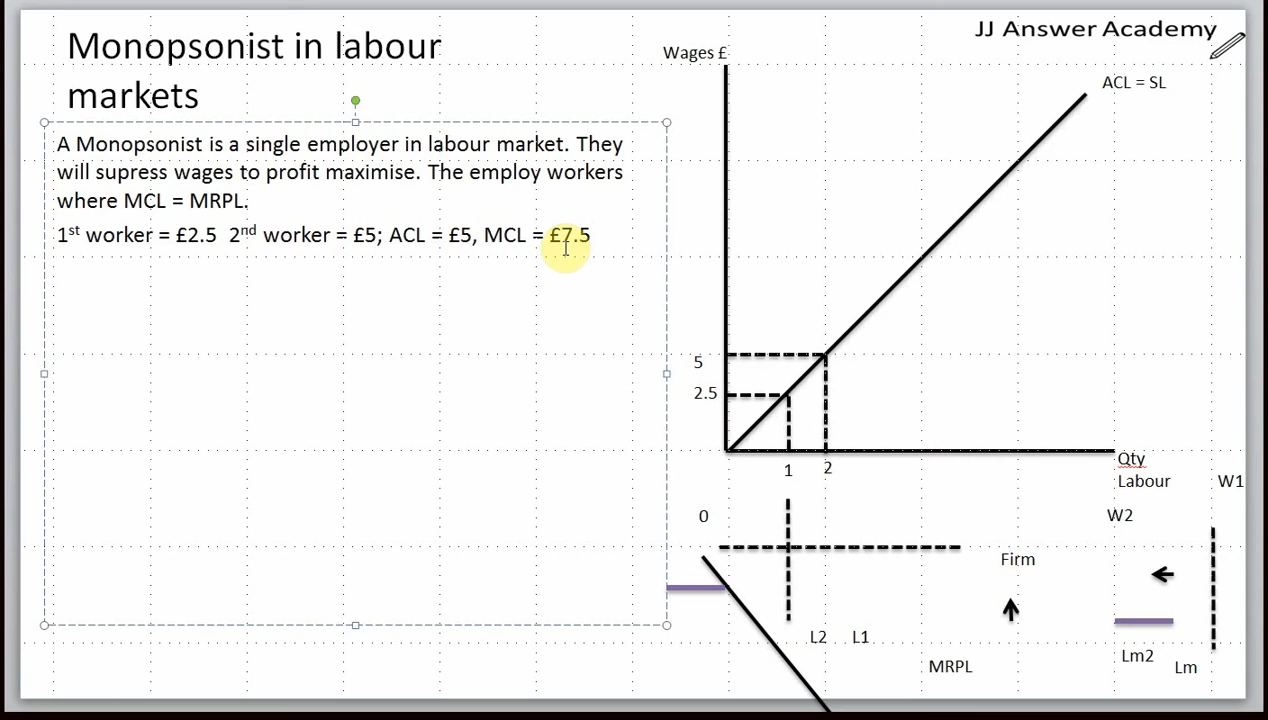 Monopsonist in labour
markets
JJ Answer Academy
A Monopsonist is a single employer in labour market. They
will supress wages to profit maximise. The employ workers
where MCL = MRPL.
1st worker = £2.5  2nd worker = £5; ACL = £5, MCL = £7.5
Wages £
ACL = SL
5
2.5
1
2
Qty
Labour
W1
0
W2
Firm
L2
L1
MRPL
Lm2
Lm